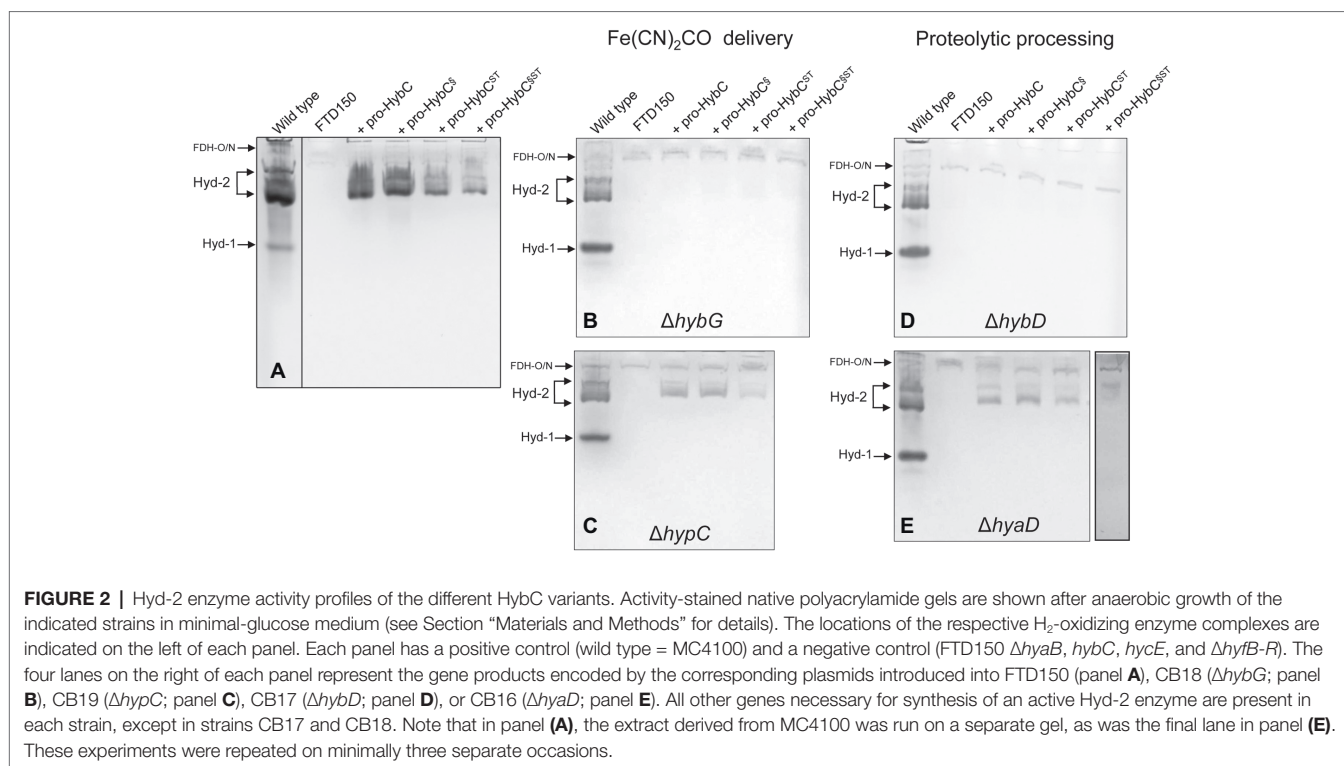 Fe(CN)₂CO delivery
Proteolytic processing
Wild type
FTD150
+ pro-HybC
+ pro-HybC§
+ pro-HybCST
+ pro-HybC§ST
FDH-O/N
Hyd-2
Hyd-1
A
Wild type
FTD150
+ pro-HybC
+ pro-HybC§
+ pro-HybCST
+ pro-HybC§ST
FDH-O/N
Hyd-2
Hyd-1
B
ΔhybG
Wild type
FTD150
+ pro-HybC
+ pro-HybC§
+ pro-HybCST
+ pro-HybC§ST
FDH-O/N
Hyd-2
Hyd-1
D
ΔhybD
FDH-O/N
Hyd-2
Hyd-1
C
ΔhypC
FDH-O/N
Hyd-2
Hyd-1
E
ΔhyaD
FIGURE 2 | Hyd-2 enzyme activity profiles of the different HybC variants. Activity-stained native polyacrylamide gels are shown after anaerobic growth of the
indicated strains in minimal-glucose medium (see Section “Materials and Methods” for details). The locations of the respective H₂-oxidizing enzyme complexes are
indicated on the left of each panel. Each panel has a positive control (wild type = MC4100) and a negative control (FTD150 ΔhyaB, hybC, hycE, and ΔhyfB-R). The
four lanes on the right of each panel represent the gene products encoded by the corresponding plasmids introduced into FTD150 (panel A), CB18 (ΔhybG; panel
B), CB19 (ΔhypC; panel C), CB17 (ΔhybD; panel D), or CB16 (ΔhyaD; panel E). All other genes necessary for synthesis of an active Hyd-2 enzyme are present in
each strain, except in strains CB17 and CB18. Note that in panel (A), the extract derived from MC4100 was run on a separate gel, as was the final lane in panel (E).
These experiments were repeated on minimally three separate occasions.